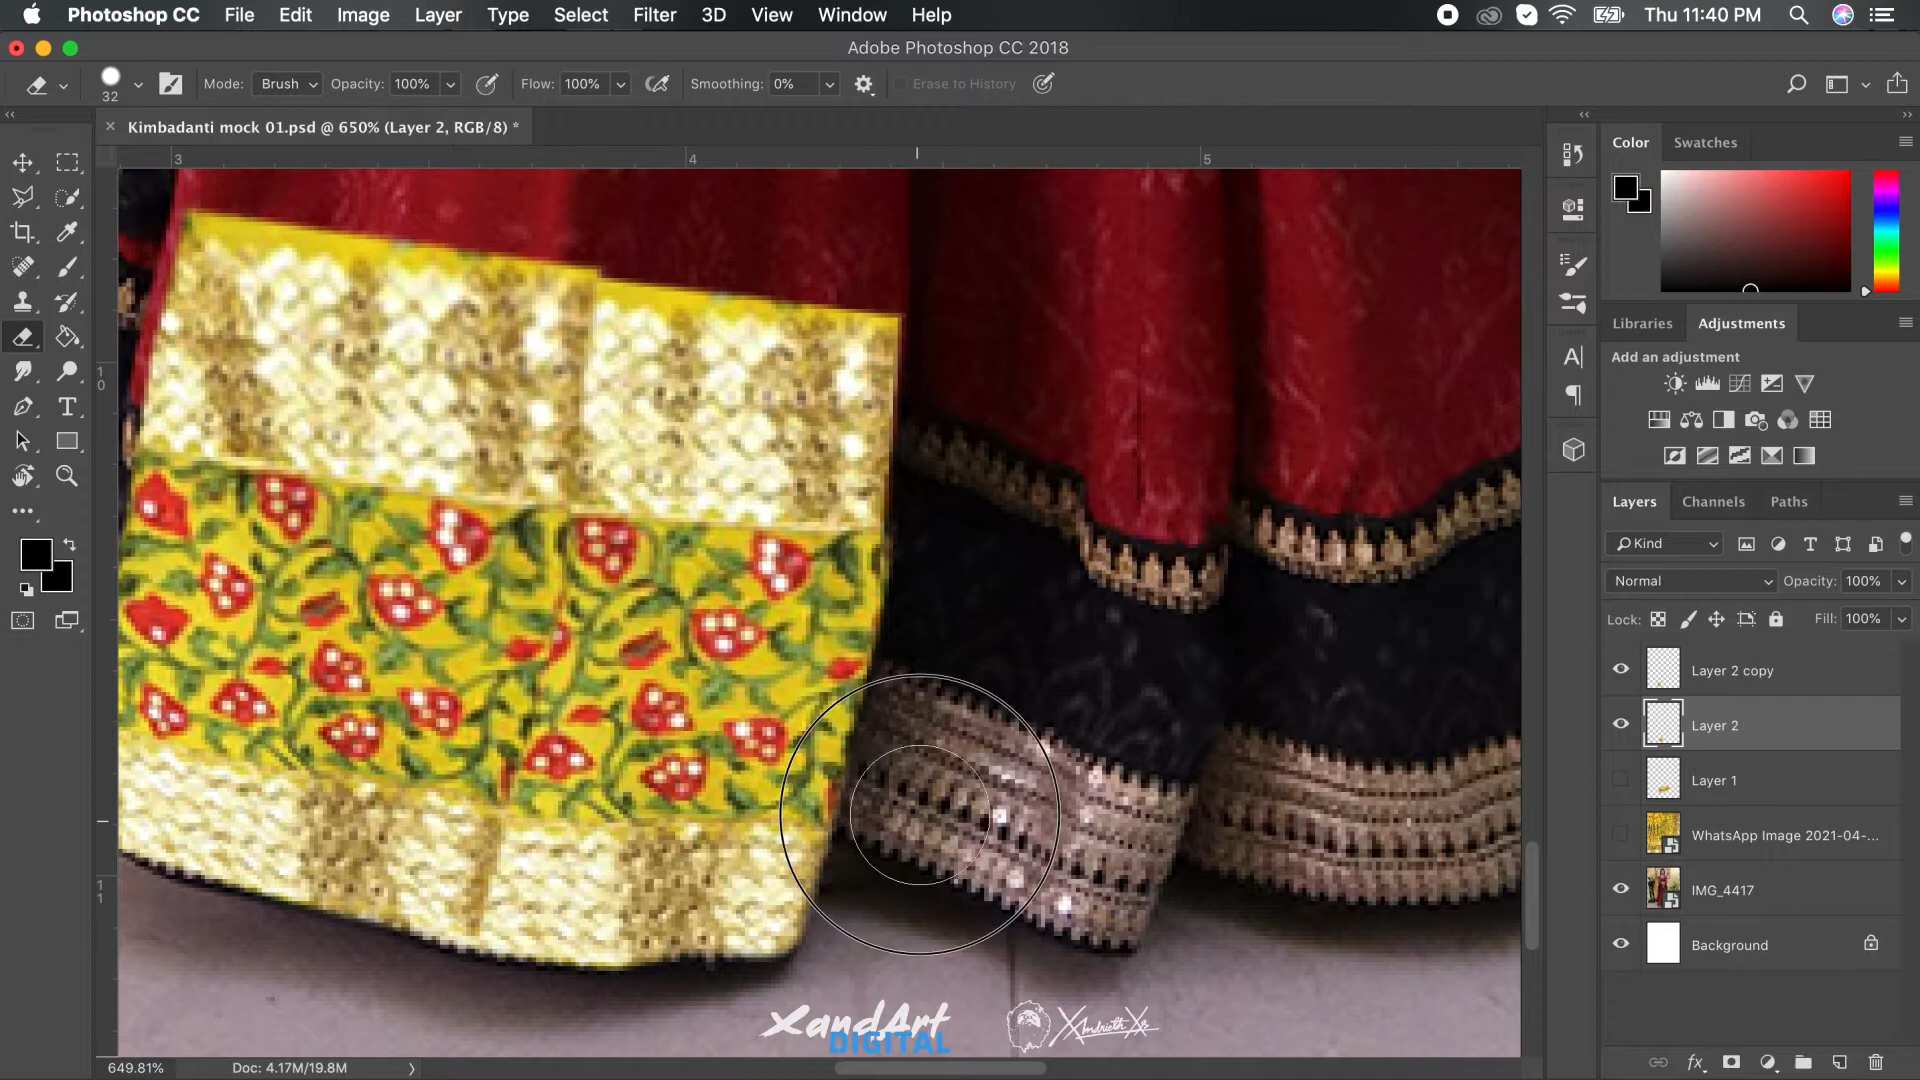 Photoshop CC File Edit Image Layer Type Select Filter 3D View Window Help Thu 11:40 PM
Adobe Photoshop CC 2018
32 Mode: Brush Opacity: 100% Flow: 100% Smoothing: 0% Erase to History
Kimbadanti mock 01.psd @ 650% (Layer 2, RGB/8) *
3 4 5
Color Swatches
Libraries Adjustments
Add an adjustment
10
Layers Channels Paths
Kind
Normal Opacity: 100%
Lock: Fill: 100%
Layer 2 copy
Layer 2
Layer 1
WhatsApp Image 2021-04-...
11
IMG_4417
Background
XandArt
DIGITAL
649.81% Doc: 4.17M/19.8M